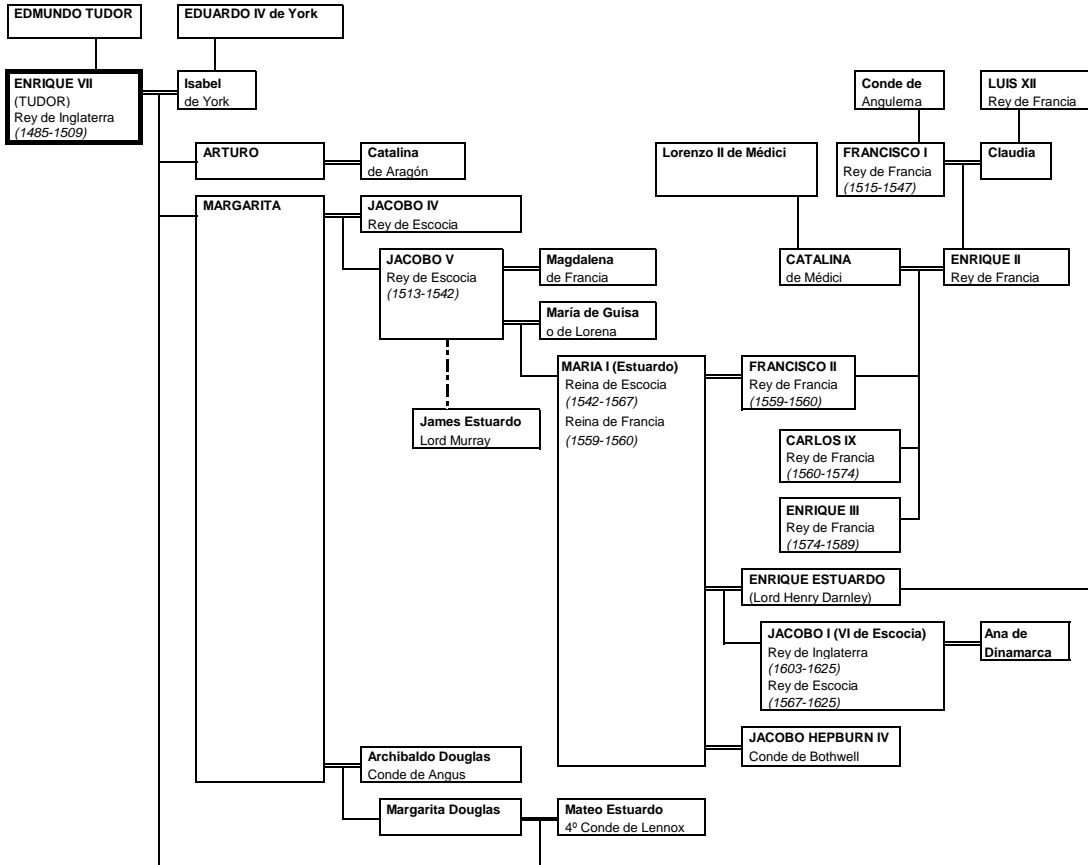 EDMUNDO TUDOR
EDUARDO IV de York
ENRIQUE VII
(TUDOR)
Rey de Inglaterra
(1485-1509)
Isabel
de York
Conde de
Angulema
LUIS XII
Rey de Francia
ARTURO
Catalina
de Aragón
Lorenzo II de Médici
FRANCISCO I
Rey de Francia
(1515-1547)
Claudia
MARGARITA
JACOBO IV
Rey de Escocia
JACOBO V
Rey de Escocia
(1513-1542)
Magdalena
de Francia
CATALINA
de Médici
ENRIQUE II
Rey de Francia
María de Guisa
o de Lorena
MARIA I (Estuardo)
Reina de Escocia
(1542-1567)
Reina de Francia
(1559-1560)
FRANCISCO II
Rey de Francia
(1559-1560)
James Estuardo
Lord Murray
CARLOS IX
Rey de Francia
(1560-1574)
ENRIQUE III
Rey de Francia
(1574-1589)
ENRIQUE ESTUARDO
(Lord Henry Darnley)
JACOBO I (VI de Escocia)
Rey de Inglaterra
(1603-1625)
Rey de Escocia
(1567-1625)
Ana de
Dinamarca
JACOBO HEPBURN IV
Conde de Bothwell
Archibaldo Douglas
Conde de Angus
Margarita Douglas
Mateo Estuardo
4º Conde de Lennox